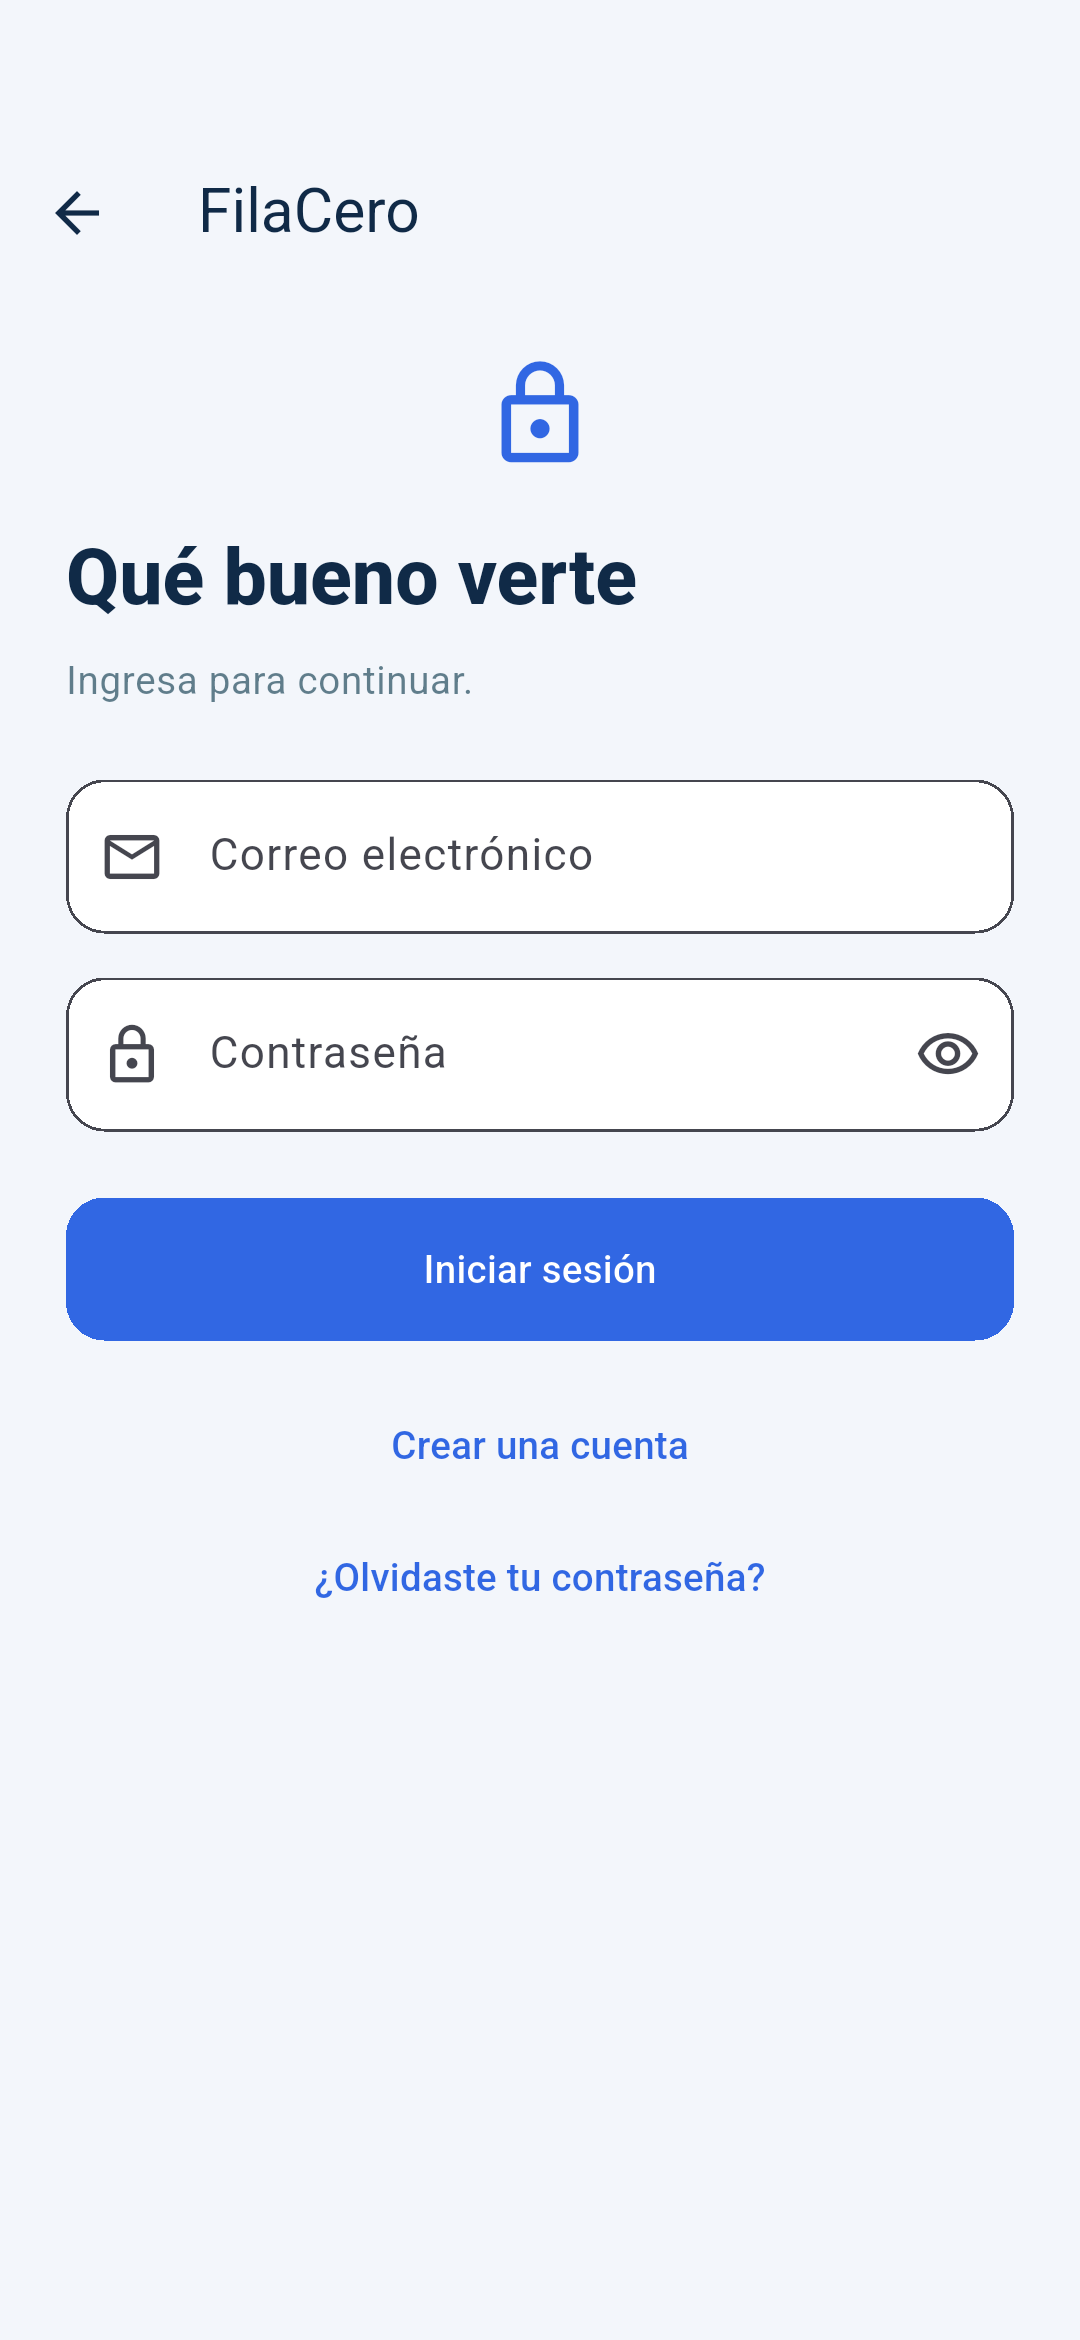 FilaCero
Qué bueno verte
Ingresa para continuar.
Correo electrónico
Contraseña
Iniciar sesión
Crear una cuenta
¿Olvidaste tu contraseña?